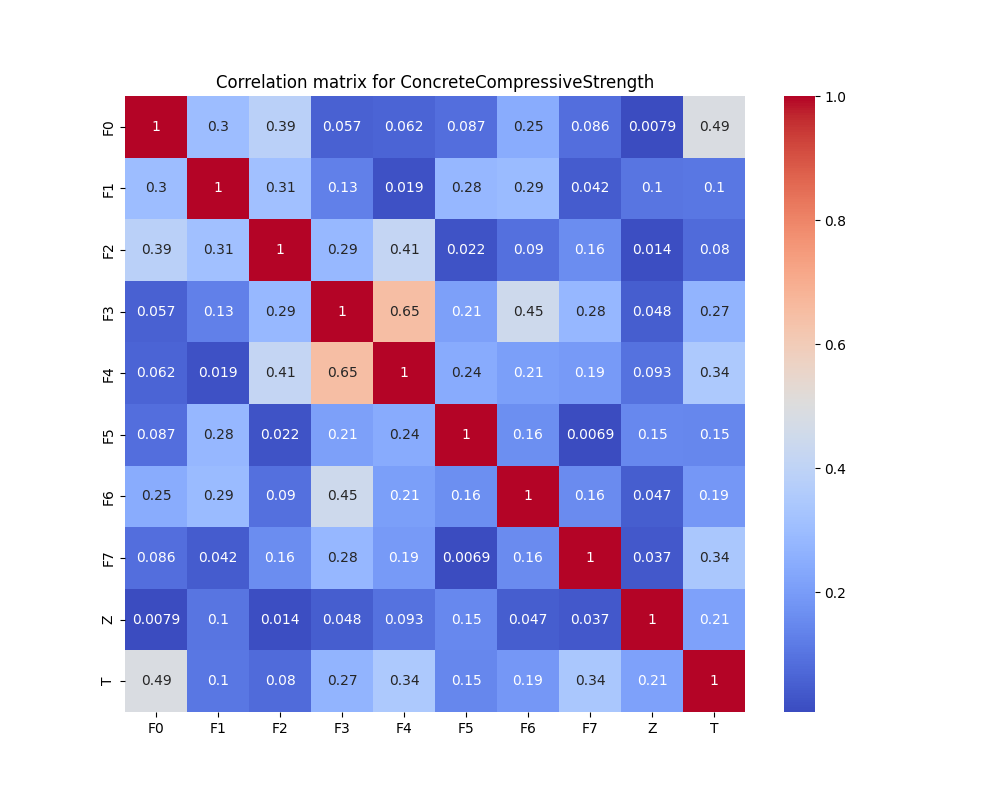 Correlation matrix for ConcreteCompressiveStrength
F0 1 0.3 0.39 0.057 0.062 0.087 0.25 0.086 0.0079 0.49
F1 0.3 1 0.31 0.13 0.019 0.28 0.29 0.042 0.1 0.1
F2 0.39 0.31 1 0.29 0.41 0.022 0.09 0.16 0.014 0.08
F3 0.057 0.13 0.29 1 0.65 0.21 0.45 0.28 0.048 0.27
F4 0.062 0.019 0.41 0.65 1 0.24 0.21 0.19 0.093 0.34
F5 0.087 0.28 0.022 0.21 0.24 1 0.16 0.0069 0.15 0.15
F6 0.25 0.29 0.09 0.45 0.21 0.16 1 0.16 0.047 0.19
F7 0.086 0.042 0.16 0.28 0.19 0.0069 0.16 1 0.037 0.34
Z 0.0079 0.1 0.014 0.048 0.093 0.15 0.047 0.037 1 0.21
T 0.49 0.1 0.08 0.27 0.34 0.15 0.19 0.34 0.21 1
F0 F1 F2 F3 F4 F5 F6 F7 Z T
1.0
0.8
0.6
0.4
0.2